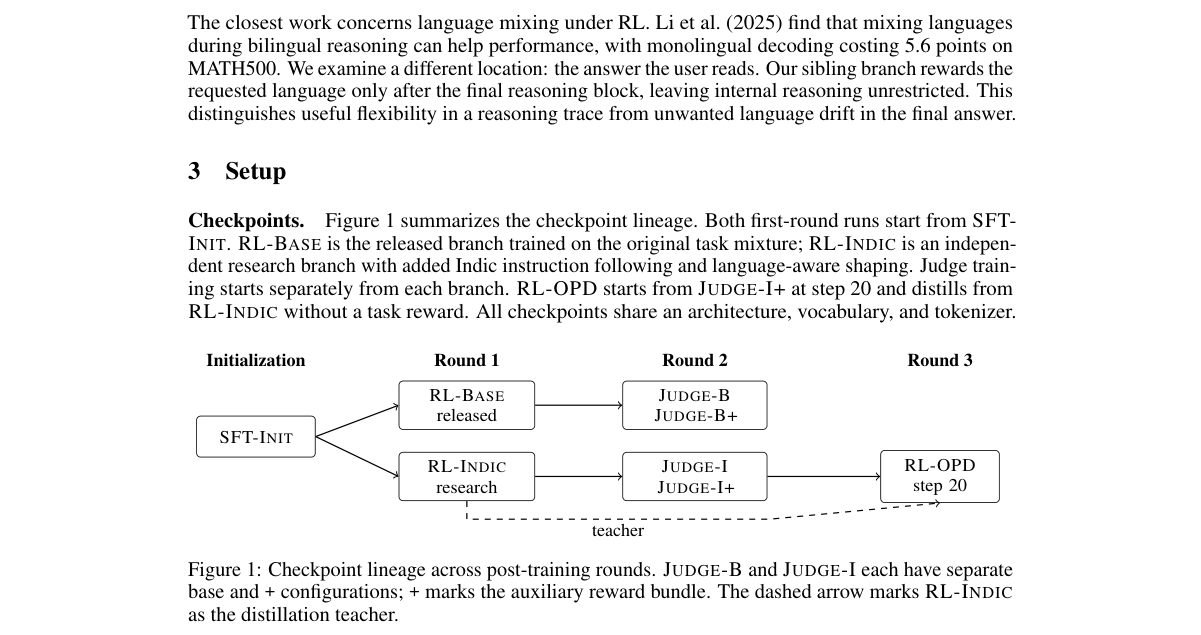 The closest work concerns language mixing under RL. Li et al. (2025) find that mixing languages
during bilingual reasoning can help performance, with monolingual decoding costing 5.6 points on
MATH500. We examine a different location: the answer the user reads. Our sibling branch rewards the
requested language only after the final reasoning block, leaving internal reasoning unrestricted. This
distinguishes useful flexibility in a reasoning trace from unwanted language drift in the final answer.
3 Setup
Checkpoints. Figure 1 summarizes the checkpoint lineage. Both first-round runs start from SFT-
INIT. RL-BASE is the released branch trained on the original task mixture; RL-INDIC is an indepen-
dent research branch with added Indic instruction following and language-aware shaping. Judge train-
ing starts separately from each branch. RL-OPD starts from JUDGE-I+ at step 20 and distills from
RL-INDIC without a task reward. All checkpoints share an architecture, vocabulary, and tokenizer.
Initialization
Round 1
Round 2
Round 3
SFT-INIT
RL-BASE
released
JUDGE-B
JUDGE-B+
RL-INDIC
research
JUDGE-I
JUDGE-I+
RL-OPD
step 20
teacher
Figure 1: Checkpoint lineage across post-training rounds. JUDGE-B and JUDGE-I each have separate
base and + configurations; + marks the auxiliary reward bundle. The dashed arrow marks RL-INDIC
as the distillation teacher.